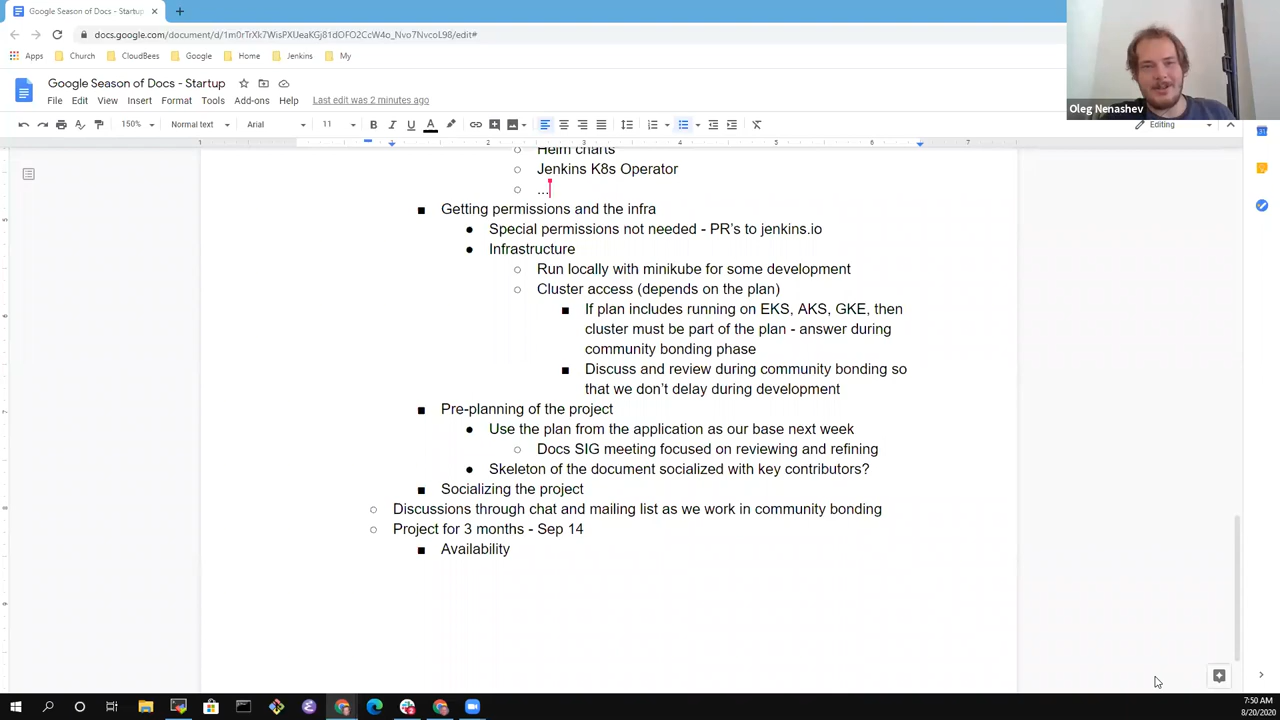 Google Season of Docs - Startup
docs.google.com/document/d/1m0rTrXk7WisPXUeaKGj81dOFO2CcW4o_Nvo7NvcoL98/edit#
Apps
Church
CloudBees
Google
Home
Jenkins
My
Google Season of Docs - Startup
File Edit View Insert Format Tools Add-ons Help Last edit was 2 minutes ago
150% Normal text Arial 11 B I U A Editing
Oleg Nenashev
1 2 3 4 5 6 7
Helm charts
Jenkins K8s Operator
...
Getting permissions and the infra
Special permissions not needed - PR's to jenkins.io
Infrastructure
Run locally with minikube for some development
Cluster access (depends on the plan)
If plan includes running on EKS, AKS, GKE, then
cluster must be part of the plan - answer during
community bonding phase
Discuss and review during community bonding so
that we don't delay during development
Pre-planning of the project
Use the plan from the application as our base next week
Docs SIG meeting focused on reviewing and refining
Skeleton of the document socialized with key contributors?
Socializing the project
Discussions through chat and mailing list as we work in community bonding
Project for 3 months - Sep 14
Availability
7:50 AM
8/20/2020